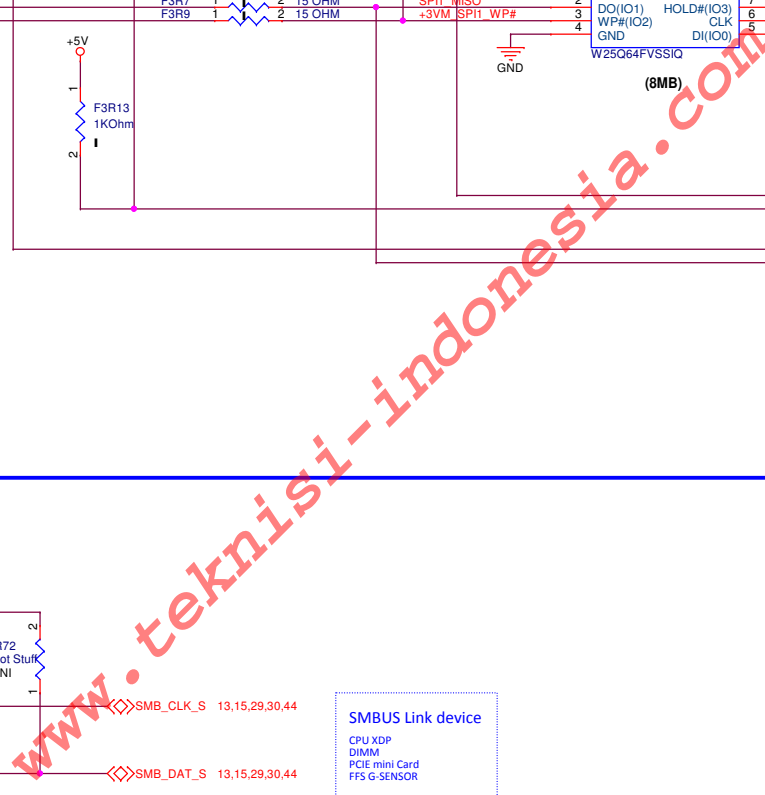 F3R7 1 2 15 OHM SPI1_MISO
F3R9 1 2 15 OHM +3VM_SPI1_WP#
2 DO(IO1) HOLD#(IO3) 7
3 WP#(IO2) CLK 6
4 GND DI(IO0) 5
W25Q64FVSSIQ
(8MB)
GND
+5V
1
F3R13
1KOhm
I
2
www.teknisi-indonesia.com
2
R72
ot Stuff
NI
1
SMB_CLK_S 13,15,29,30,44
SMB_DAT_S 13,15,29,30,44
SMBUS Link device
CPU XDP
DIMM
PCIE mini Card
FFS G-SENSOR